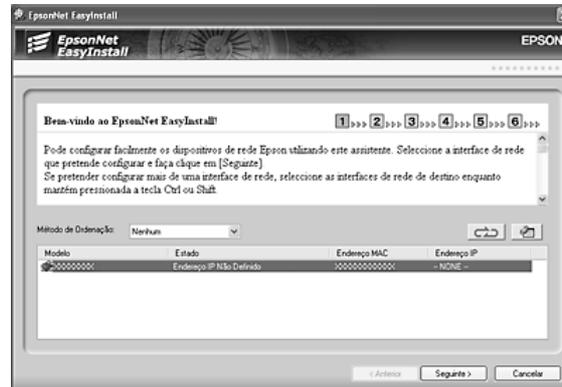 EpsonNet EasyInstall
EpsonNet
EasyInstall
EPSON
Bem-vindo ao EpsonNet EasyInstall!
1 2 3 4 5 6
Pode configurar facilmente os dispositivos de rede Epson utilizando este assistente. Seleccione a interface de rede
que pretende configurar e faça clique em [Seguinte]
Se pretender configurar mais de uma interface de rede, seleccione as interfaces de rede de destino enquanto
mantém pressionada a tecla Ctrl ou Shift.
Método de Ordenação: Nenhum
Modelo Estado Endereço MAC Endereço IP
XXXXXXXX Endereço IP Não Definido XXXXXXXXXXXX -- NONE --
< Anterior Seguinte > Cancelar